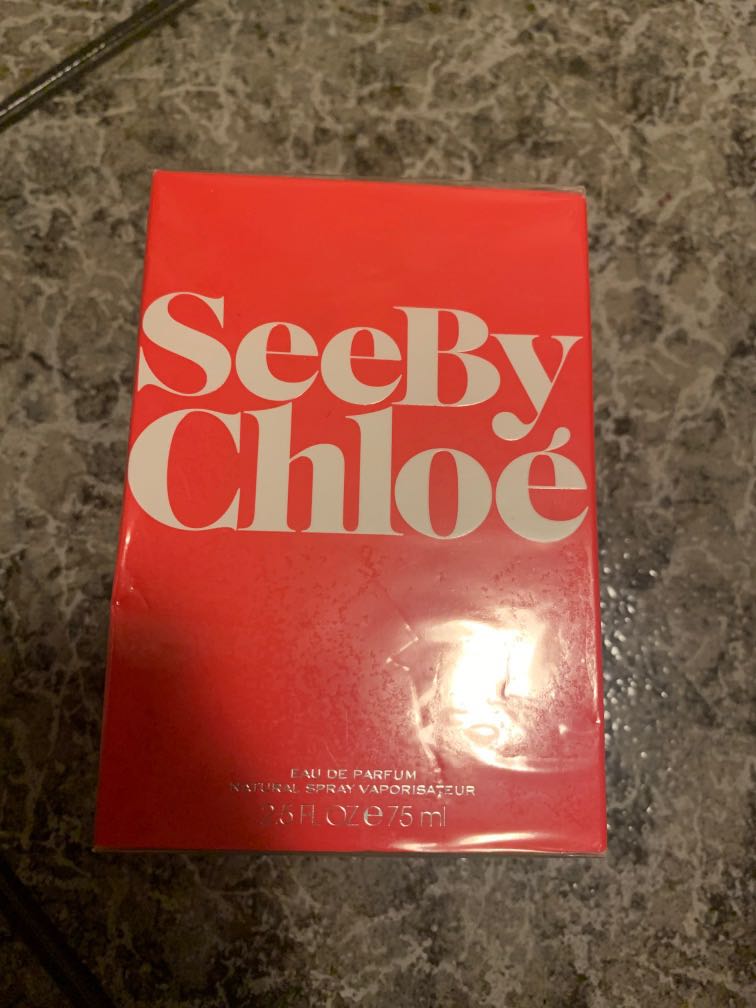 SeeBy
Chloé
EAU DE PARFUM
NATURAL SPRAY VAPORISATEUR
2.5 FL OZ ℮ 75 ml